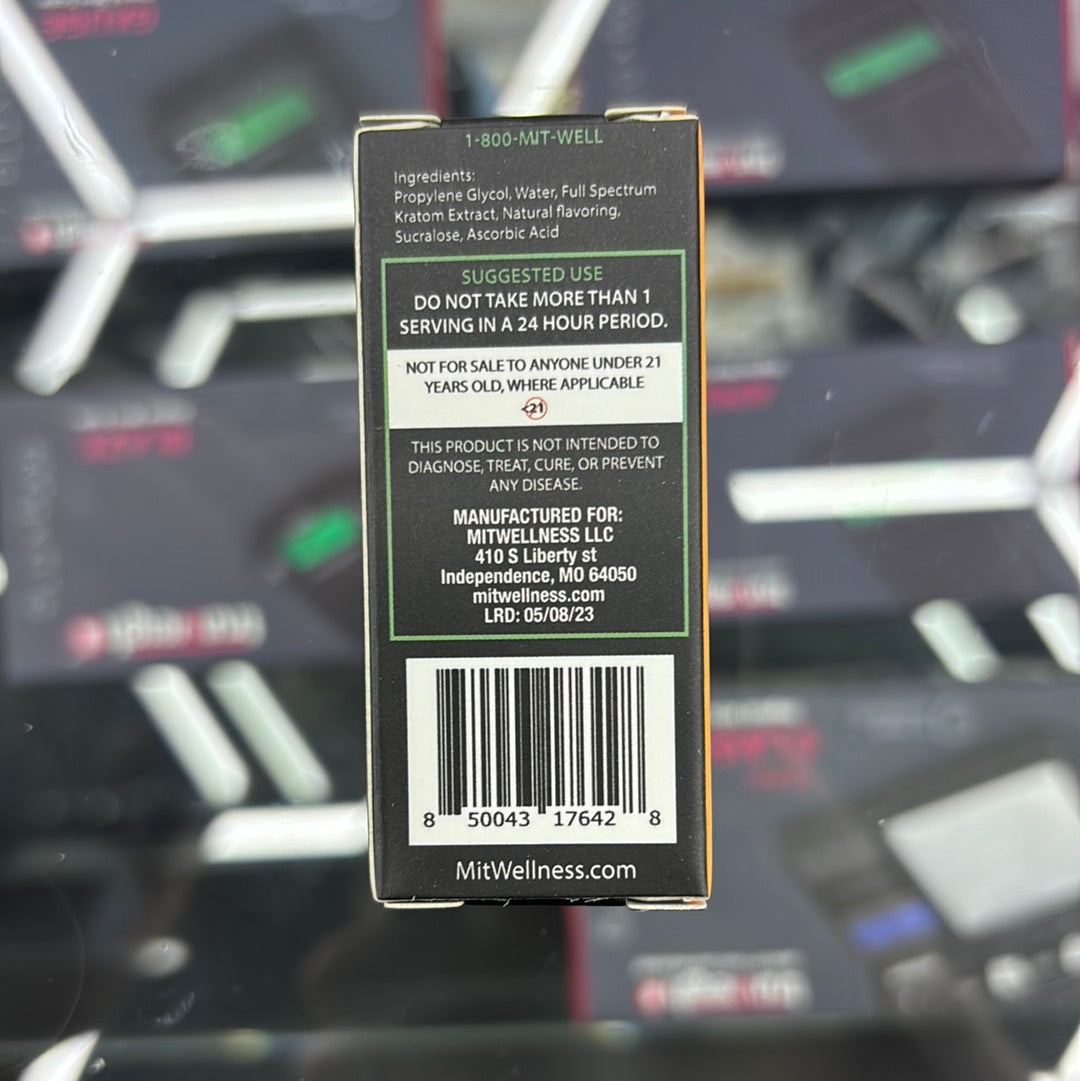 1-800-MIT-WELL
Ingredients:
Propylene Glycol, Water, Full Spectrum
Kratom Extract, Natural flavoring,
Sucralose, Ascorbic Acid
SUGGESTED USE
DO NOT TAKE MORE THAN 1
SERVING IN A 24 HOUR PERIOD.
NOT FOR SALE TO ANYONE UNDER 21
YEARS OLD, WHERE APPLICABLE
<21
THIS PRODUCT IS NOT INTENDED TO
DIAGNOSE, TREAT, CURE, OR PREVENT
ANY DISEASE.
MANUFACTURED FOR:
MITWELLNESS LLC
410 S Liberty st
Independence, MO 64050
mitwellness.com
LRD: 05/08/23
8 50043 17642 8
MitWellness.com